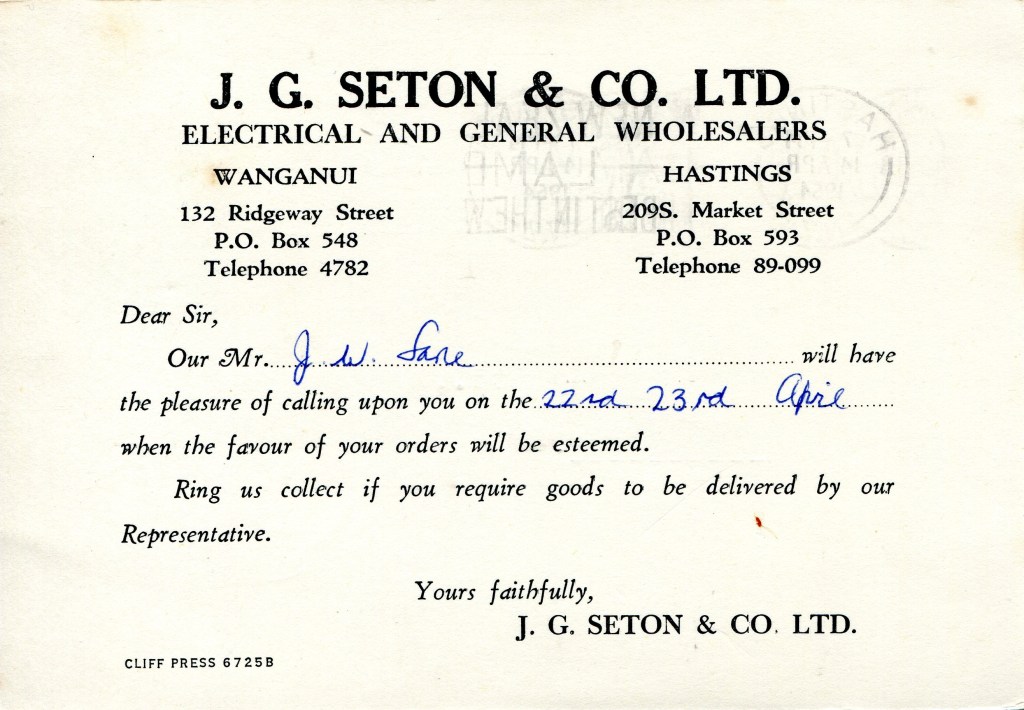 J. G. SETON & CO. LTD.
ELECTRICAL AND GENERAL WHOLESALERS
WANGANUI
132 Ridgeway Street
P.O. Box 548
Telephone 4782
HASTINGS
209S. Market Street
P.O. Box 593
Telephone 89-099
Dear Sir,
Our Mr. J. W. Sane will have
the pleasure of calling upon you on the 22nd 23rd April
when the favour of your orders will be esteemed.
Ring us collect if you require goods to be delivered by our
Representative.
Yours faithfully,
J. G. SETON & CO. LTD.
CLIFF PRESS 6725B